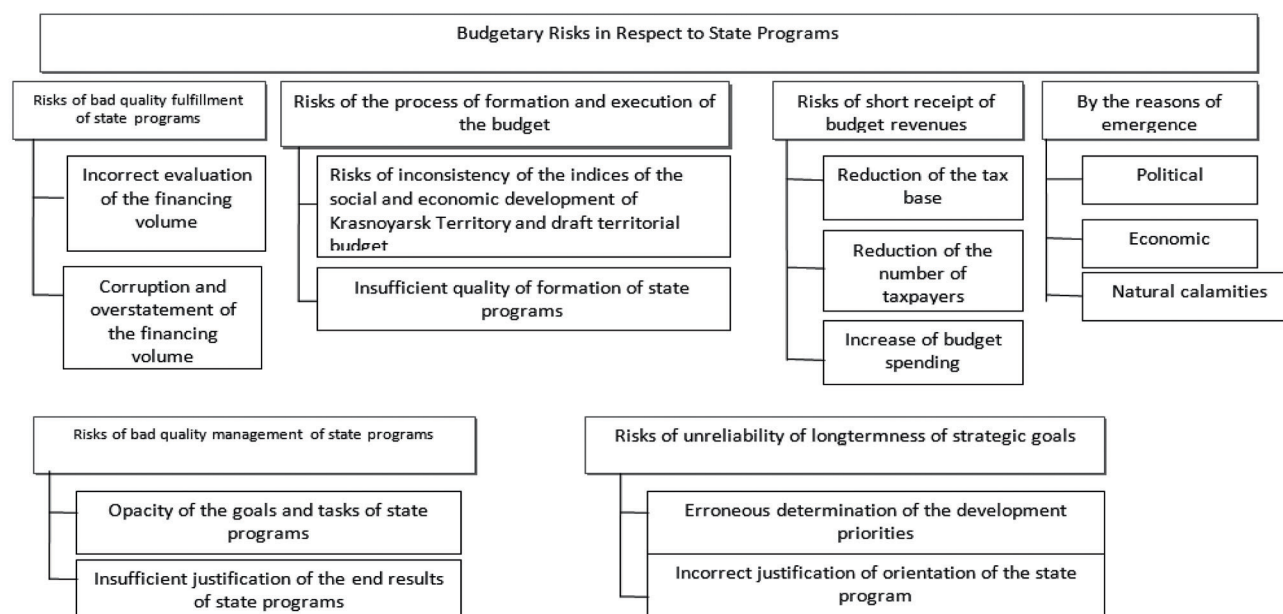 Budgetary Risks in Respect to State Programs
Risks of bad quality fulfillment
of state programs
Incorrect evaluation
of the financing
volume
Corruption and
overstatement of
the financing
volume
Risks of the process of formation and execution of
the budget
Risks of inconsistency of the indices of the
social and economic development of
Krasnoyarsk Territory and draft territorial
budget
Insufficient quality of formation of state
programs
Risks of short receipt of
budget revenues
Reduction of the tax
base
Reduction of the
number of
taxpayers
Increase of budget
spending
By the reasons of
emergence
Political
Economic
Natural calamities
Risks of bad quality management of state programs
Opacity of the goals and tasks of state
programs
Insufficient justification of the end results
of state programs
Risks of unreliability of longtermness of strategic goals
Erroneous determination of the development
priorities
Incorrect justification of orientation of the state
program